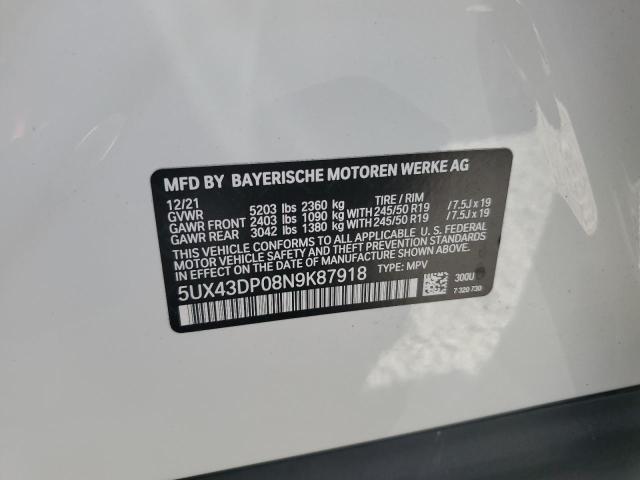 MFD BY BAYERISCHE MOTOREN WERKE AG
12/21 TIRE / RIM
GVWR 5203 lbs 2360 kg
GAWR FRONT 2403 lbs 1090 kg WITH 245/50 R19 /7.5J x 19
GAWR REAR 3042 lbs 1380 kg WITH 245/50 R19 /7.5J x 19
THIS VEHICLE CONFORMS TO ALL APPLICABLE U. S. FEDERAL
MOTOR VEHICLE SAFETY AND THEFT PREVENTION STANDARDS
IN EFFECT ON THE DATE OF MANUFACTURE SHOWN ABOVE.
5UX43DP08N9K87918 TYPE: MPV
300U
7 320 730